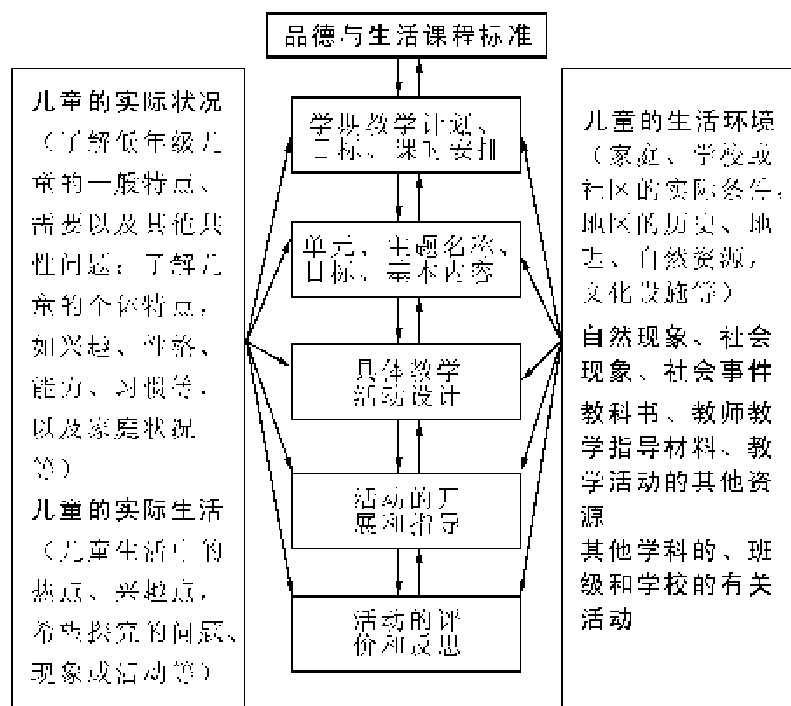 品德与生活课程标准
儿童的实际状况
（了解低年级儿
童的一般特点、
需要以及其他共
性问题；了解儿
童的个体特点，
如兴趣、性格、
能力、习惯等，
以及家庭状况
等）
儿童的实际生活
（儿童生活中的
热点、兴趣点，
希望探究的问题、
现象或活动等）
学期教学计划、
目标、课时安排
单元、主题名称、
目标、基本内容
具体教学
活动设计
活动的开
展和指导
活动的评
价和反思
儿童的生活环境
（家庭、学校或
社区的实际条件，
地区的历史、地
理、自然资源，
文化设施等）
自然现象、社会
现象、社会事件
教科书、教师教
学指导材料、教
学活动的其他资
源
其他学科的、班
级和学校的有关
活动